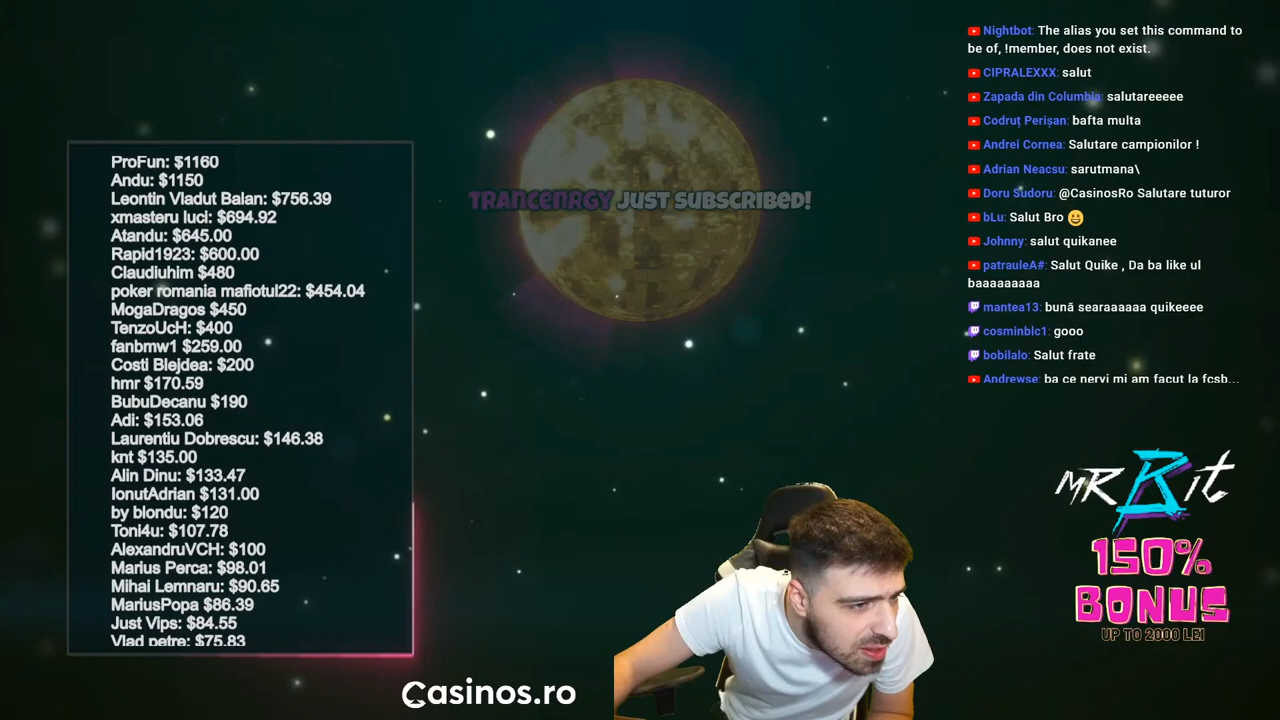 ProFun: $1160
Andu: $1150
Leontin Vladut Balan: $756.39
xmasteru luci: $694.92
Atandu: $645.00
Rapid1923: $600.00
Claudiuhim $480
poker romania mafiotul22: $454.04
MogaDragos $450
TenzoUcH: $400
fanbmw1 $259.00
Costi Blejdea: $200
hmr $170.59
BubuDecanu $190
Adi: $153.06
Laurentiu Dobrescu: $146.38
knt $135.00
Alin Dinu: $133.47
IonutAdrian $131.00
by blondu: $120
Toni4u: $107.78
AlexandruVCH: $100
Marius Perca: $98.01
Mihai Lemnaru: $90.65
MariusPopa $86.39
Just Vips: $84.55
Vlad petre: $75.83
TRANCENRGY JUST SUBSCRIBED!
Nightbot: The alias you set this command to
be of, !member, does not exist.
CIPRALEXXX: salut
Zapada din Columbia: salutareeeee
Codruț Perișan: bafta multa
Andrei Cornea: Salutare campionilor !
Adrian Neacsu: sarutmana\
Doru Sudoru: @CasinosRo Salutare tuturor
bLu: Salut Bro 😀
Johnny: salut quikanee
patrauleA#: Salut Quike , Da ba like ul
baaaaaaaaa
mantea13: bună searaaaaaa quikeeee
cosminblc1: gooo
bobilalo: Salut frate
Andrewse: ba ce nervi mi am facut la fcsb...
MR Bit
150%
BONUS
UP TO 2000 LEI
Casinos.ro